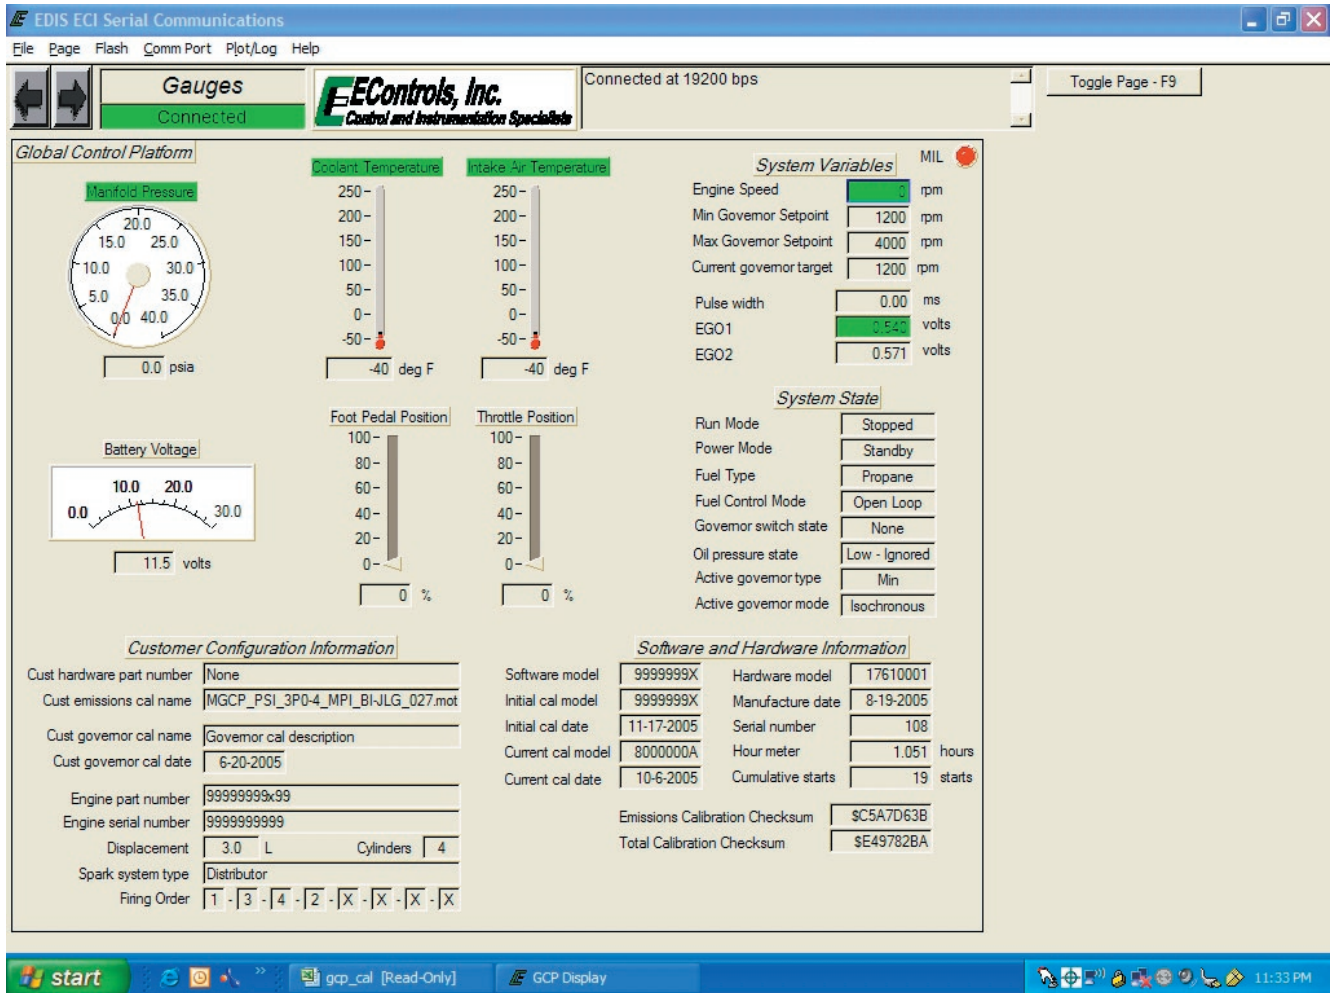 EDIS ECI Serial Communications
File Page Flash Comm Port Plot/Log Help
Gauges
Connected
EControls, Inc.
Control and Instrumentation Specialists
Connected at 19200 bps
Toggle Page - F9
Global Control Platform
Manifold Pressure
20.0
15.0 25.0
10.0 30.0
5.0 35.0
0.0 40.0
0.0 psia
Coolant Temperature
250
200
150
100
50
0
-50
-40 deg F
Intake Air Temperature
250
200
150
100
50
0
-50
-40 deg F
Battery Voltage
10.0 20.0
0.0 30.0
11.5 volts
Foot Pedal Position
100
80
60
40
20
0
0 %
Throttle Position
100
80
60
40
20
0
0 %
System Variables
MIL
Engine Speed 0 rpm
Min Governor Setpoint 1200 rpm
Max Governor Setpoint 4000 rpm
Current governor target 1200 rpm
Pulse width 0.00 ms
EGO1 0.540 volts
EGO2 0.571 volts
System State
Run Mode Stopped
Power Mode Standby
Fuel Type Propane
Fuel Control Mode Open Loop
Governor switch state None
Oil pressure state Low - Ignored
Active governor type Min
Active governor mode Isochronous
Customer Configuration Information
Cust hardware part number None
Cust emissions cal name MGCP_PSI_3P0-4_MPI_BI-JLG_027.mot
Cust governor cal name Governor cal description
Cust governor cal date 6-20-2005
Engine part number 99999999x99
Engine serial number 9999999999
Displacement 3.0 L Cylinders 4
Spark system type Distributor
Firing Order 1 - 3 - 4 - 2 - X - X - X - X
Software and Hardware Information
Software model 9999999X Hardware model 17610001
Initial cal model 9999999X Manufacture date 8-19-2005
Initial cal date 11-17-2005 Serial number 108
Current cal model 8000000A Hour meter 1.051 hours
Current cal date 10-6-2005 Cumulative starts 19 starts
Emissions Calibration Checksum $C5A7D63B
Total Calibration Checksum $E49782BA
start gcp_cal [Read-Only] GCP Display 11:33 PM